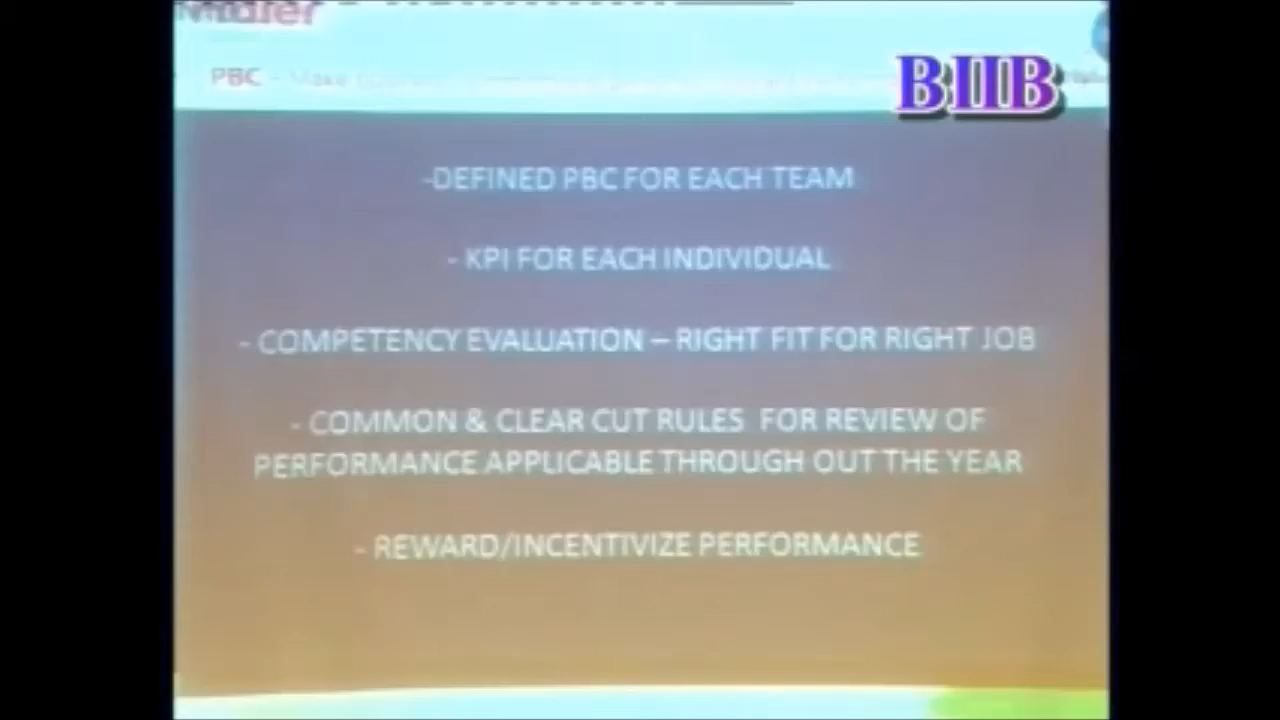 PBC - Make
BIIB
-DEFINED PBC FOR EACH TEAM
- KPI FOR EACH INDIVIDUAL
- COMPETENCY EVALUATION – RIGHT FIT FOR RIGHT JOB
- COMMON & CLEAR CUT RULES FOR REVIEW OF
PERFORMANCE APPLICABLE THROUGH OUT THE YEAR
- REWARD/INCENTIVIZE PERFORMANCE